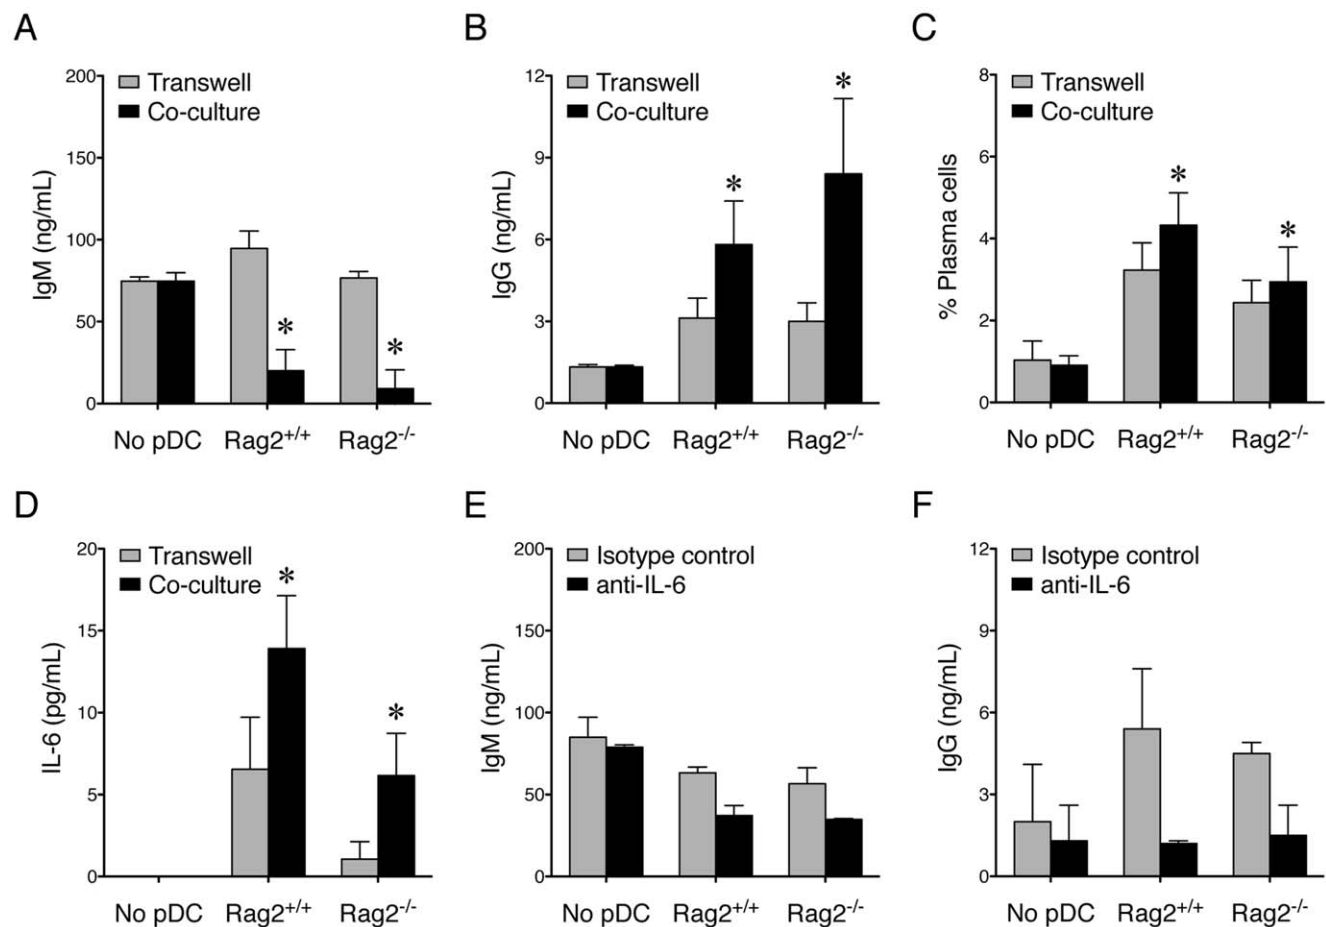 A
Transwell
Co-culture
200
150
100
50
0
IgM (ng/mL)
*
*
No pDC
Rag2+/+
Rag2-/-
B
Transwell
Co-culture
12
9
6
3
0
IgG (ng/mL)
*
*
No pDC
Rag2+/+
Rag2-/-
C
Transwell
Co-culture
8
6
4
2
0
% Plasma cells
*
*
No pDC
Rag2+/+
Rag2-/-
D
Transwell
Co-culture
20
15
10
5
0
IL-6 (pg/mL)
*
*
No pDC
Rag2+/+
Rag2-/-
E
Isotype control
anti-IL-6
200
150
100
50
0
IgM (ng/mL)
No pDC
Rag2+/+
Rag2-/-
F
Isotype control
anti-IL-6
12
9
6
3
0
IgG (ng/mL)
No pDC
Rag2+/+
Rag2-/-